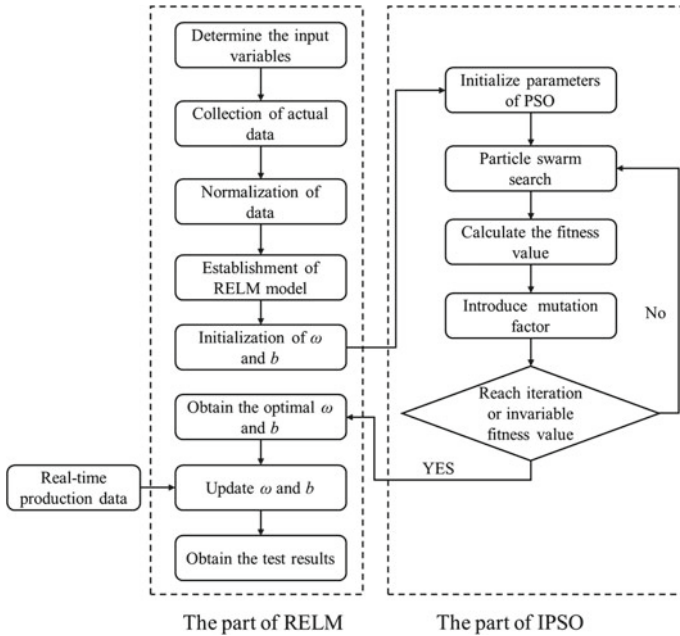 Determine the input
variables
Collection of actual
data
Normalization of
data
Establishment of
RELM model
Initialization of ω
and b
Obtain the optimal ω
and b
Real-time
production data
Update ω and b
Obtain the test results
The part of RELM
Initialize parameters
of PSO
Particle swarm
search
Calculate the fitness
value
Introduce mutation
factor
No
Reach iteration
or invariable
fitness value
YES
The part of IPSO